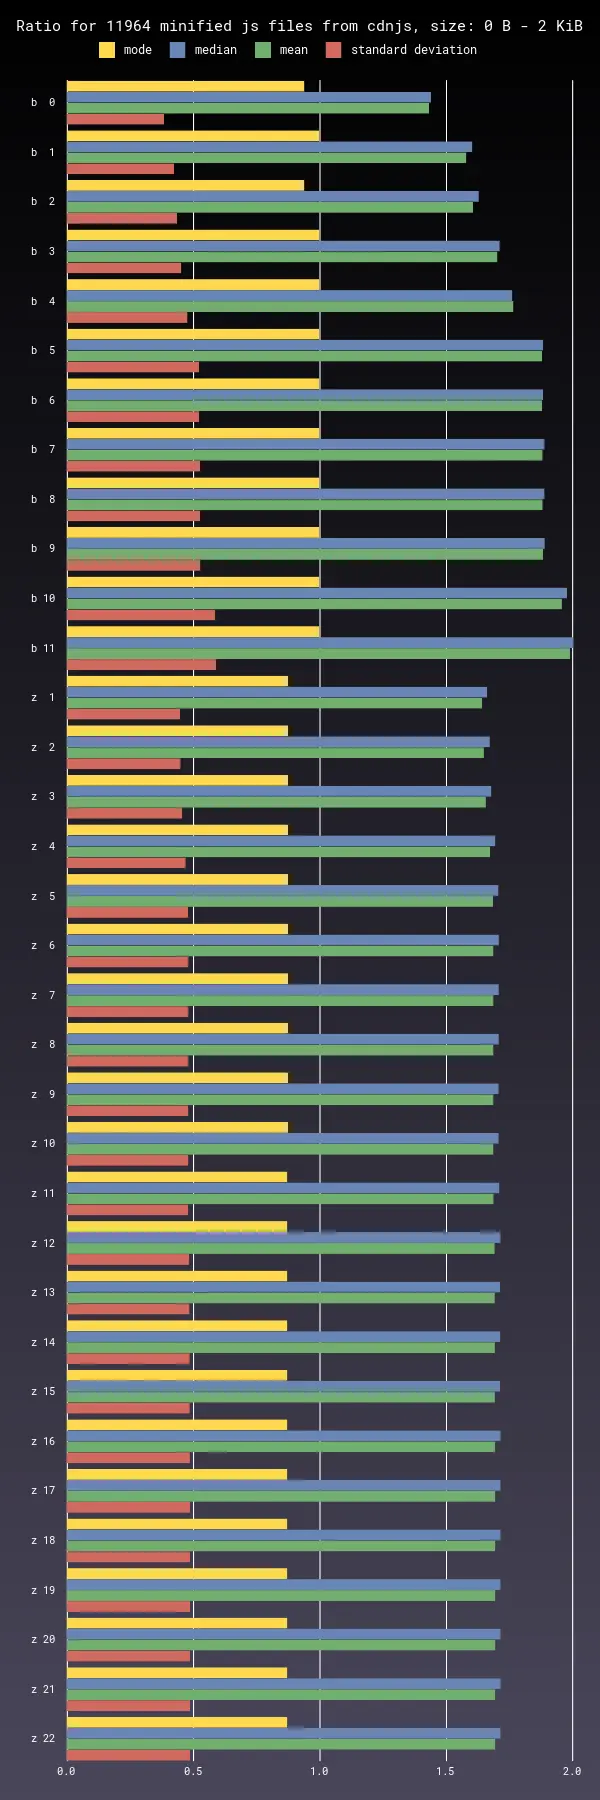 Ratio for 11964 minified js files from cdnjs, size: 0 B - 2 KiB
mode median mean standard deviation
b 0
b 1
b 2
b 3
b 4
b 5
b 6
b 7
b 8
b 9
b 10
b 11
z 1
z 2
z 3
z 4
z 5
z 6
z 7
z 8
z 9
z 10
z 11
z 12
z 13
z 14
z 15
z 16
z 17
z 18
z 19
z 20
z 21
z 22
0.0 0.5 1.0 1.5 2.0